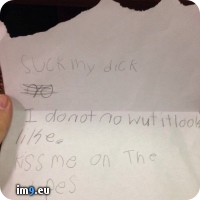 SUCK my dick
I do not no wut it look
like.
kiss me on The
im9.eu